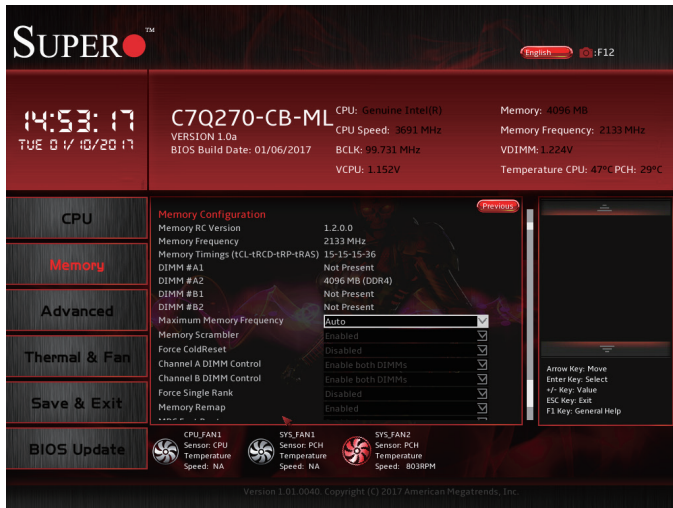 SUPER TM
English :F12
14:53:17
TUE 01/10/2017
C7Q270-CB-ML
VERSION 1.0a
BIOS Build Date: 01/06/2017
CPU: Genuine Intel(R)
CPU Speed: 3691 MHz
BCLK: 99.731 MHz
VCPU: 1.152V
Memory: 4096 MB
Memory Frequency: 2133 MHz
VDIMM: 1.224V
Temperature CPU: 47°C PCH: 29°C
CPU
Memory
Advanced
Thermal & Fan
Save & Exit
BIOS Update
Previous
Memory Configuration
Memory RC Version 1.2.0.0
Memory Frequency 2133 MHz
Memory Timings (tCL-tRCD-tRP-tRAS) 15-15-15-36
DIMM #A1 Not Present
DIMM #A2 4096 MB (DDR4)
DIMM #B1 Not Present
DIMM #B2 Not Present
Maximum Memory Frequency Auto
Memory Scrambler Enabled
Force ColdReset Disabled
Channel A DIMM Control Enable both DIMMs
Channel B DIMM Control Enable both DIMMs
Force Single Rank Disabled
Memory Remap Enabled
Arrow Key: Move
Enter Key: Select
+/- Key: Value
ESC Key: Exit
F1 Key: General Help
CPU_FAN1
Sensor: CPU
Temperature
Speed: NA
SYS_FAN1
Sensor: PCH
Temperature
Speed: NA
SYS_FAN2
Sensor: PCH
Temperature
Speed: 803RPM
Version 1.01.0040. Copyright (C) 2017 American Megatrends, Inc.